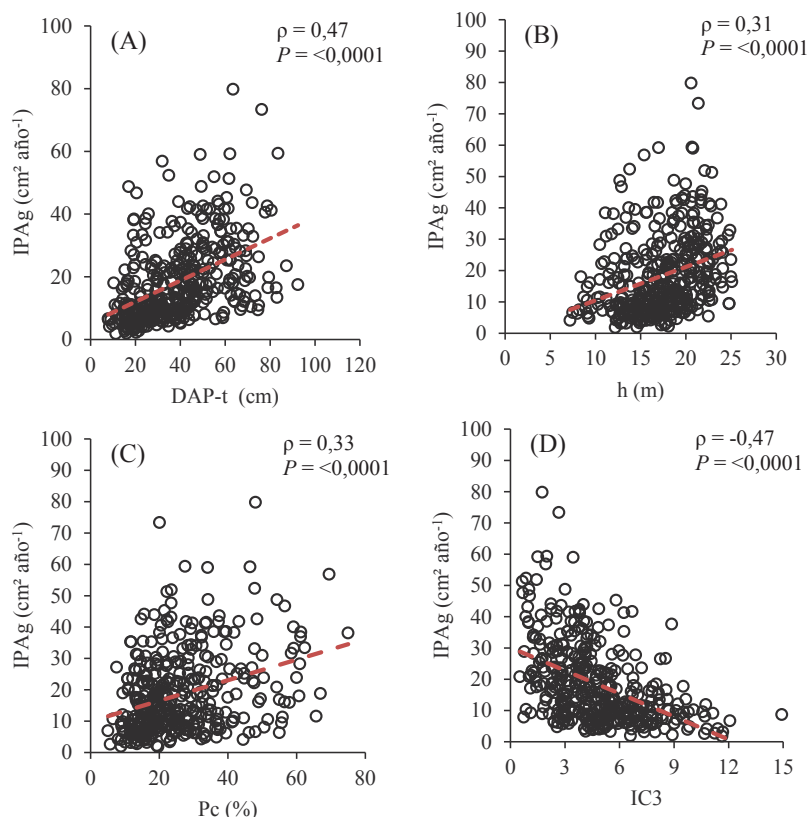 (A)
ρ = 0,47
P = <0,0001
100
80
60
40
20
0
IPAg (cm² año⁻¹)
0 20 40 60 80 100 120
DAP-t (cm)
(B)
ρ = 0,31
P = <0,0001
100
90
80
70
60
50
40
30
20
10
0
IPAg (cm² año⁻¹)
0 5 10 15 20 25 30
h (m)
(C)
ρ = 0,33
P = <0,0001
100
90
80
70
60
50
40
30
20
10
0
IPAg (cm² año⁻¹)
0 20 40 60 80
Pc (%)
(D)
ρ = -0,47
P = <0,0001
100
90
80
70
60
50
40
30
20
10
0
IPAg (cm² año⁻¹)
0 3 6 9 12 15
IC3